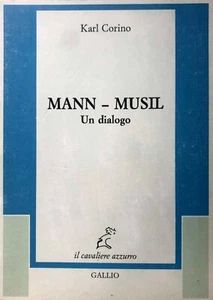 Karl Corino
MANN – MUSIL
Un dialogo
il cavaliere azzurro
GALLIO